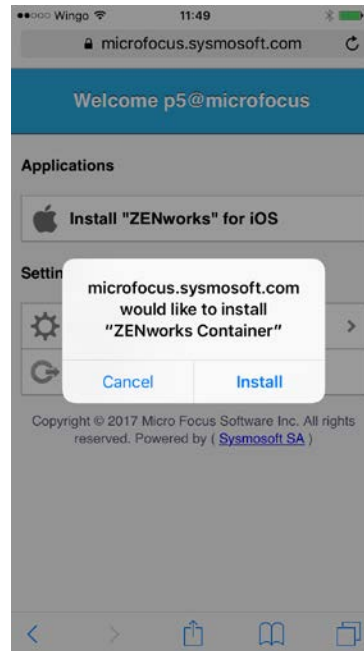 Wingo 11:49
microfocus.sysmosoft.com
Welcome p5@microfocus
Applications
Install "ZENworks" for iOS
Settin
microfocus.sysmosoft.com
would like to install
“ZENworks Container”
Cancel Install
Copyright © 2017 Micro Focus Software Inc. All rights
reserved. Powered by ( Sysmosoft SA )